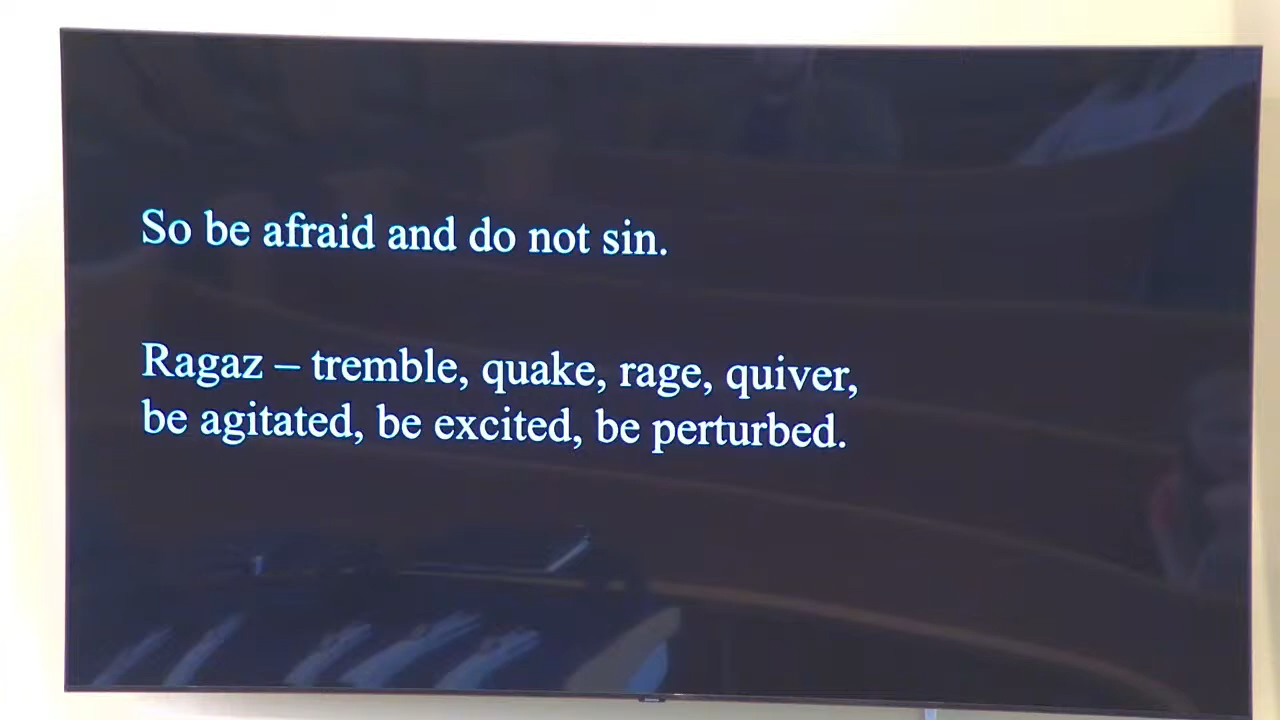 So be afraid and do not sin.
Ragaz – tremble, quake, rage, quiver,
be agitated, be excited, be perturbed.